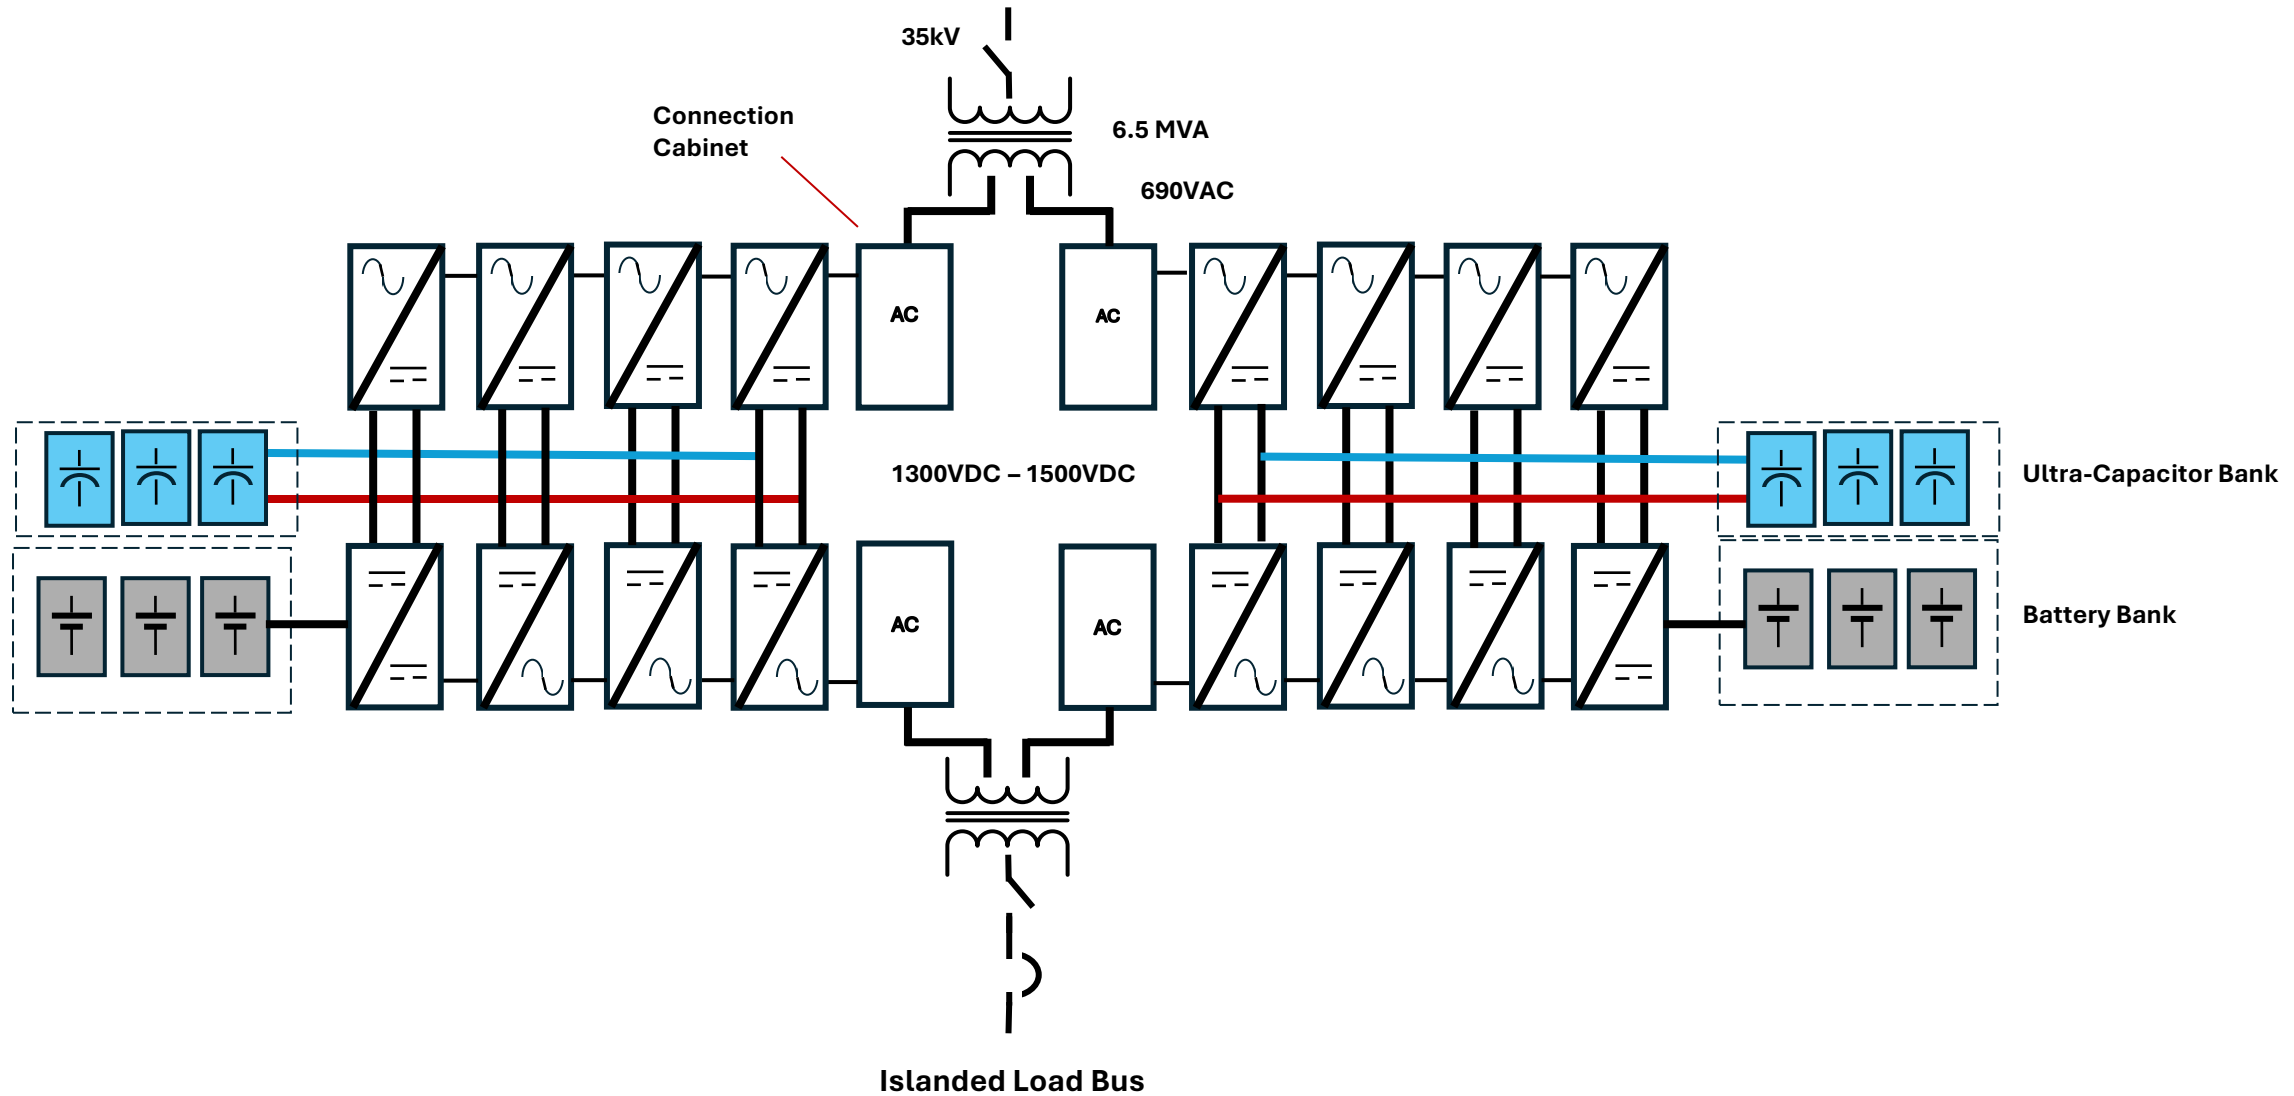 35kV
Connection
Cabinet
6.5 MVA
690VAC
AC
AC
1300VDC – 1500VDC
Ultra-Capacitor Bank
AC
AC
Battery Bank
Islanded Load Bus